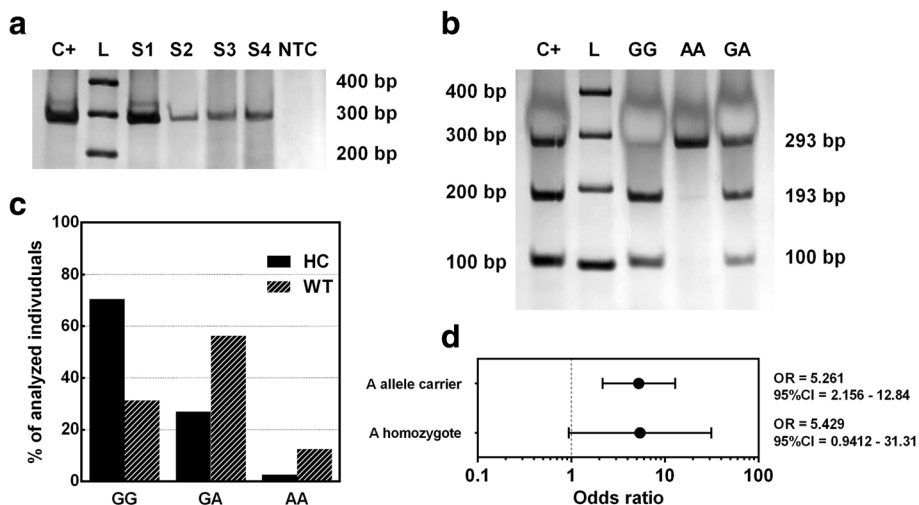 a
C+ L S1 S2 S3 S4 NTC
400 bp
300 bp
200 bp
b
C+ L GG AA GA
400 bp
300 bp
200 bp
100 bp
293 bp
193 bp
100 bp
c
100
80
60
40
20
0
% of analyzed indivuduals
HC
WT
GG GA AA
d
A allele carrier
A homozygote
OR = 5.261
95%CI = 2.156 - 12.84
OR = 5.429
95%CI = 0.9412 - 31.31
0.1 1 10 100
Odds ratio